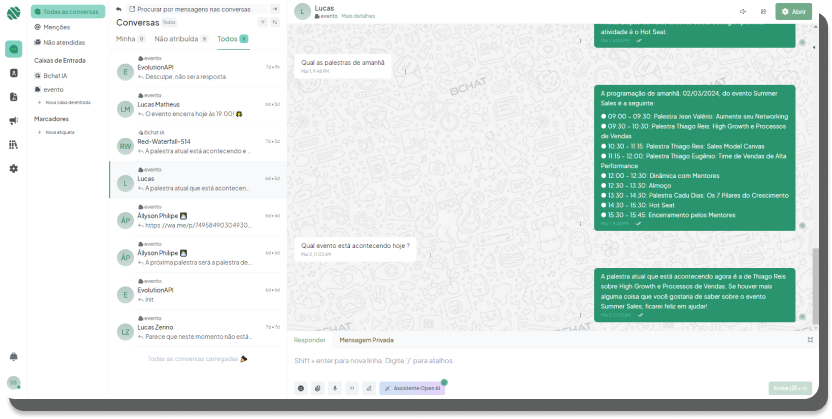 Todas as conversas
Menções
Não atendidas
Caixas de Entrada
Bchat IA
evento
Nova caixa de entrada
Marcadores
Nova etiqueta
Procurar por mensagens nas conversas
Conversas Todos
Minha 0 Não atribuída 8 Todos 8
evento
EvolutionAPI
Desculpe, não sei a resposta.
evento
Lucas Matheus
6d • 5d
O evento encerra hoje às 19:00!
Bchat IA
Red-Waterfall-514
7d • 5d
A palestra atual está acontecendo e ...
evento
Lucas
6d • 5d
A palestra atual que está acontecen...
evento
Állyson Philipe
6d • 6d
https://wa.me/p/74958490304930...
evento
Állyson Philipe
6d • 6d
A próxima palestra será a palestra de...
evento
EvolutionAPI
6d • 6d
init
evento
Lucas Zenno
7d • 7d
Parece que neste momento não está...
Todas as conversas carregadas
Lucas
evento Mais detalhes
Abrir
atividade é o Hot Seat.
Qual as palestras de amanhã
Mar 1, 9:48 PM
A programação de amanhã, 02/03/2024, do evento Summer
Sales é a seguinte:
● 09:00 - 09:30: Palestra Jean Valério: Aumente seu Networking
● 09:30 - 10:30: Palestra Thiago Reis: High Growth e Processos
de Vendas
● 10:30 - 11:15: Palestra Thiago Reis: Sales Model Canvas
● 11:15 - 12:00: Palestra Thiago Eugênio: Time de Vendas de Alta
Performance
● 12:00 - 12:30: Dinâmica com Mentores
● 12:30 - 13:30: Almoço
● 13:30 - 14:30: Palestra Cadu Dias: Os 7 Pilares do Crescimento
● 14:30 - 15:30: Hot Seat
● 15:30 - 15:45: Encerramento pelos Mentores
Mar 1, 9:48 PM
Qual evento está acontecendo hoje ?
Mar 2, 11:03 AM
A palestra atual que está acontecendo agora é a de Thiago Reis
sobre High Growth e Processos de Vendas. Se houver mais
alguma coisa que você gostaria de saber sobre o evento
Summer Sales, ficarei feliz em ajudar!
Mar 2, 11:03 AM
BCHAT
BCHAT
BCHAT
Responder Mensagem Privada
Shift + enter para nova linha. Digite '/' para atalhos.
Assistente Open AI